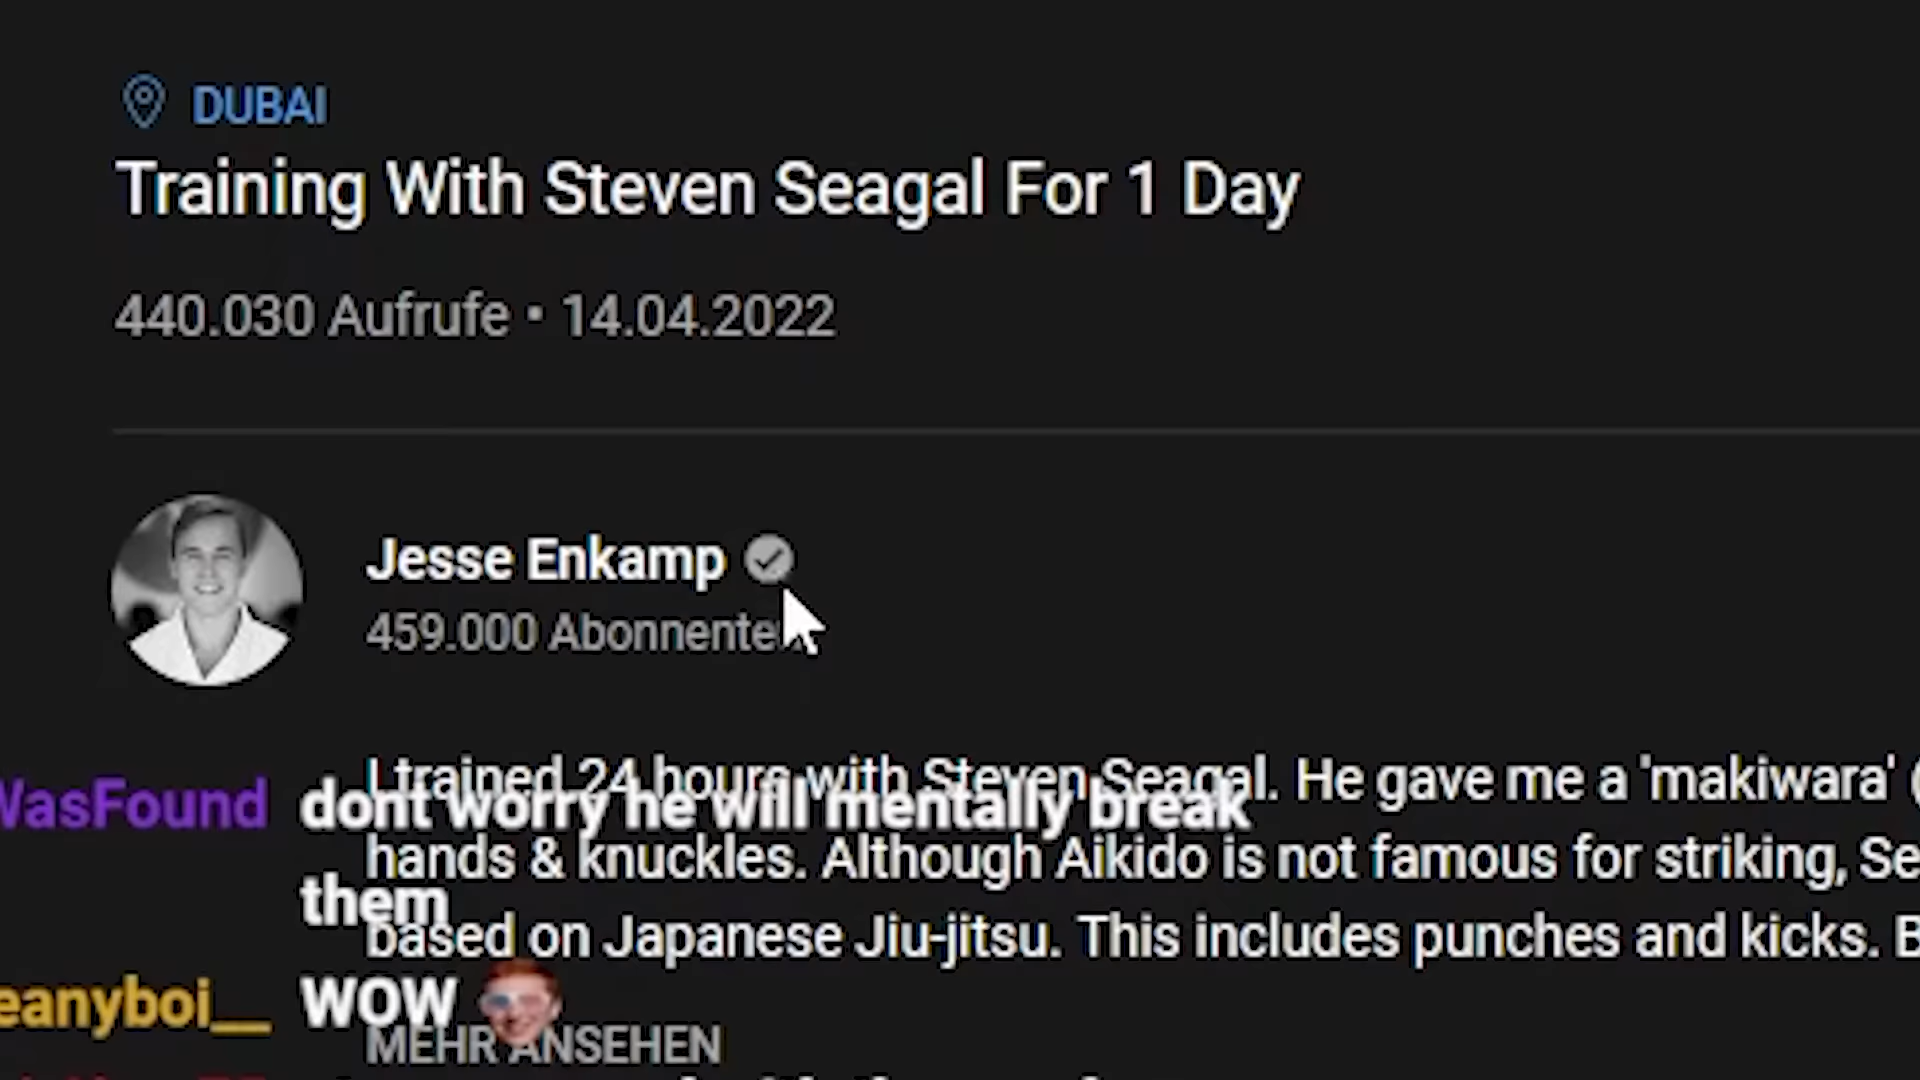 DUBAI
Training With Steven Seagal For 1 Day
440.030 Aufrufe • 14.04.2022
Jesse Enkamp
459.000 Abonnente
I trained 24 hours with Steven Seagal. He gave me a 'makiwara' (
WasFound dont worry he will mentally break
hands & knuckles. Although Aikido is not famous for striking, Se
them
based on Japanese Jiu-jitsu. This includes punches and kicks. B
eanyboi__ WOW
MEHR ANSEHEN